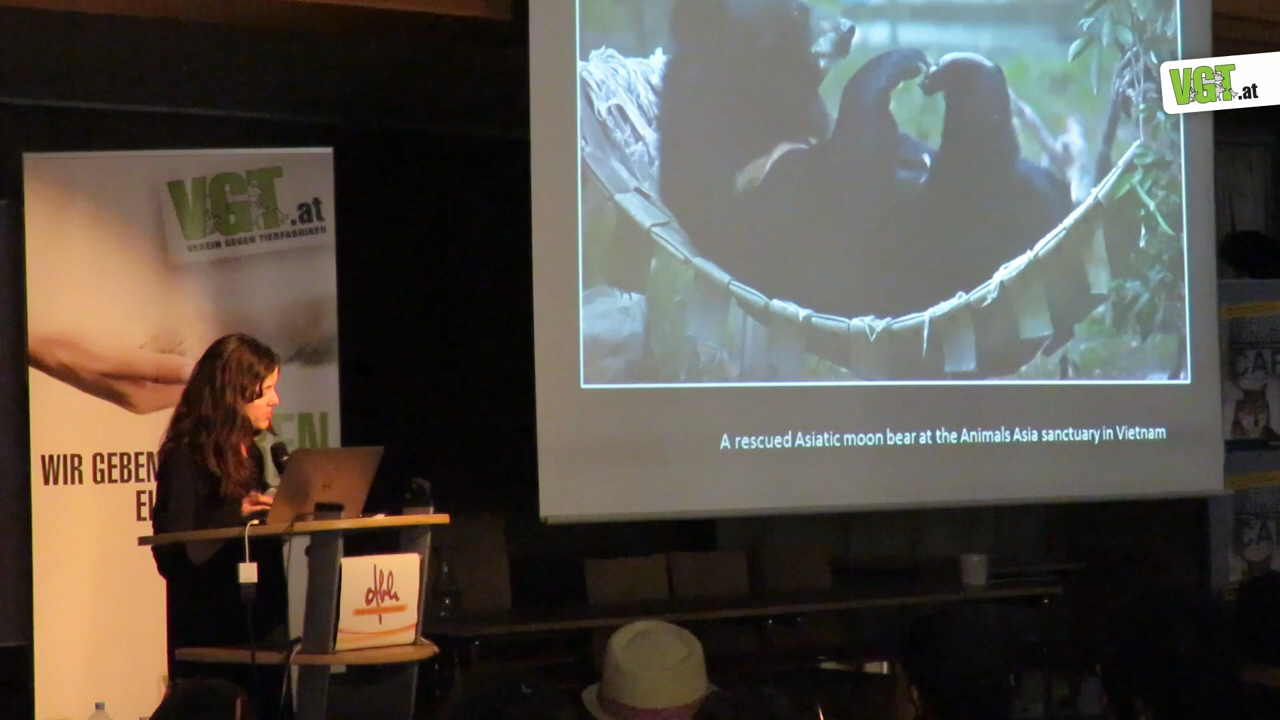 VGT.at
VEREIN GEGEN TIERFABRIKEN
WIR GEBEN
EN
A rescued Asiatic moon bear at the Animals Asia sanctuary in Vietnam
VGT.at
dbb